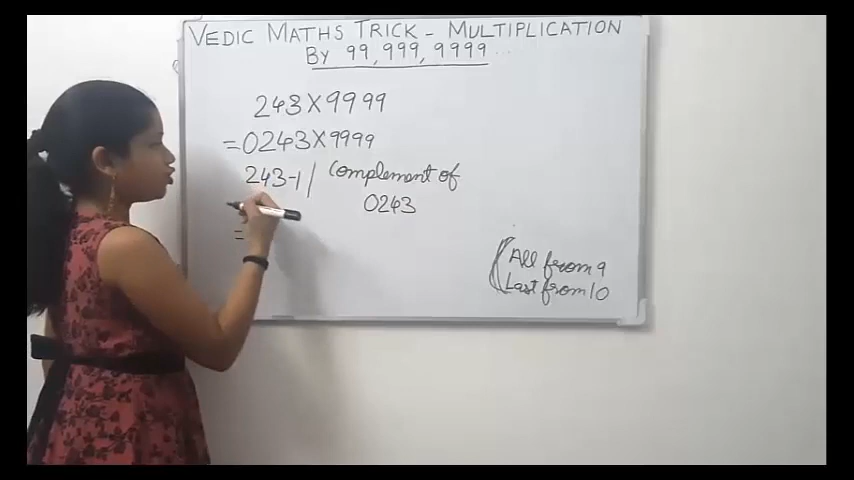 VEDIC MATHS TRICK - MULTIPLICATION
BY 99, 999, 9999 ...
243 X 9999
= 0243 X 9999
243-1 / Complement of
0243
=
(All from 9
Last from 10